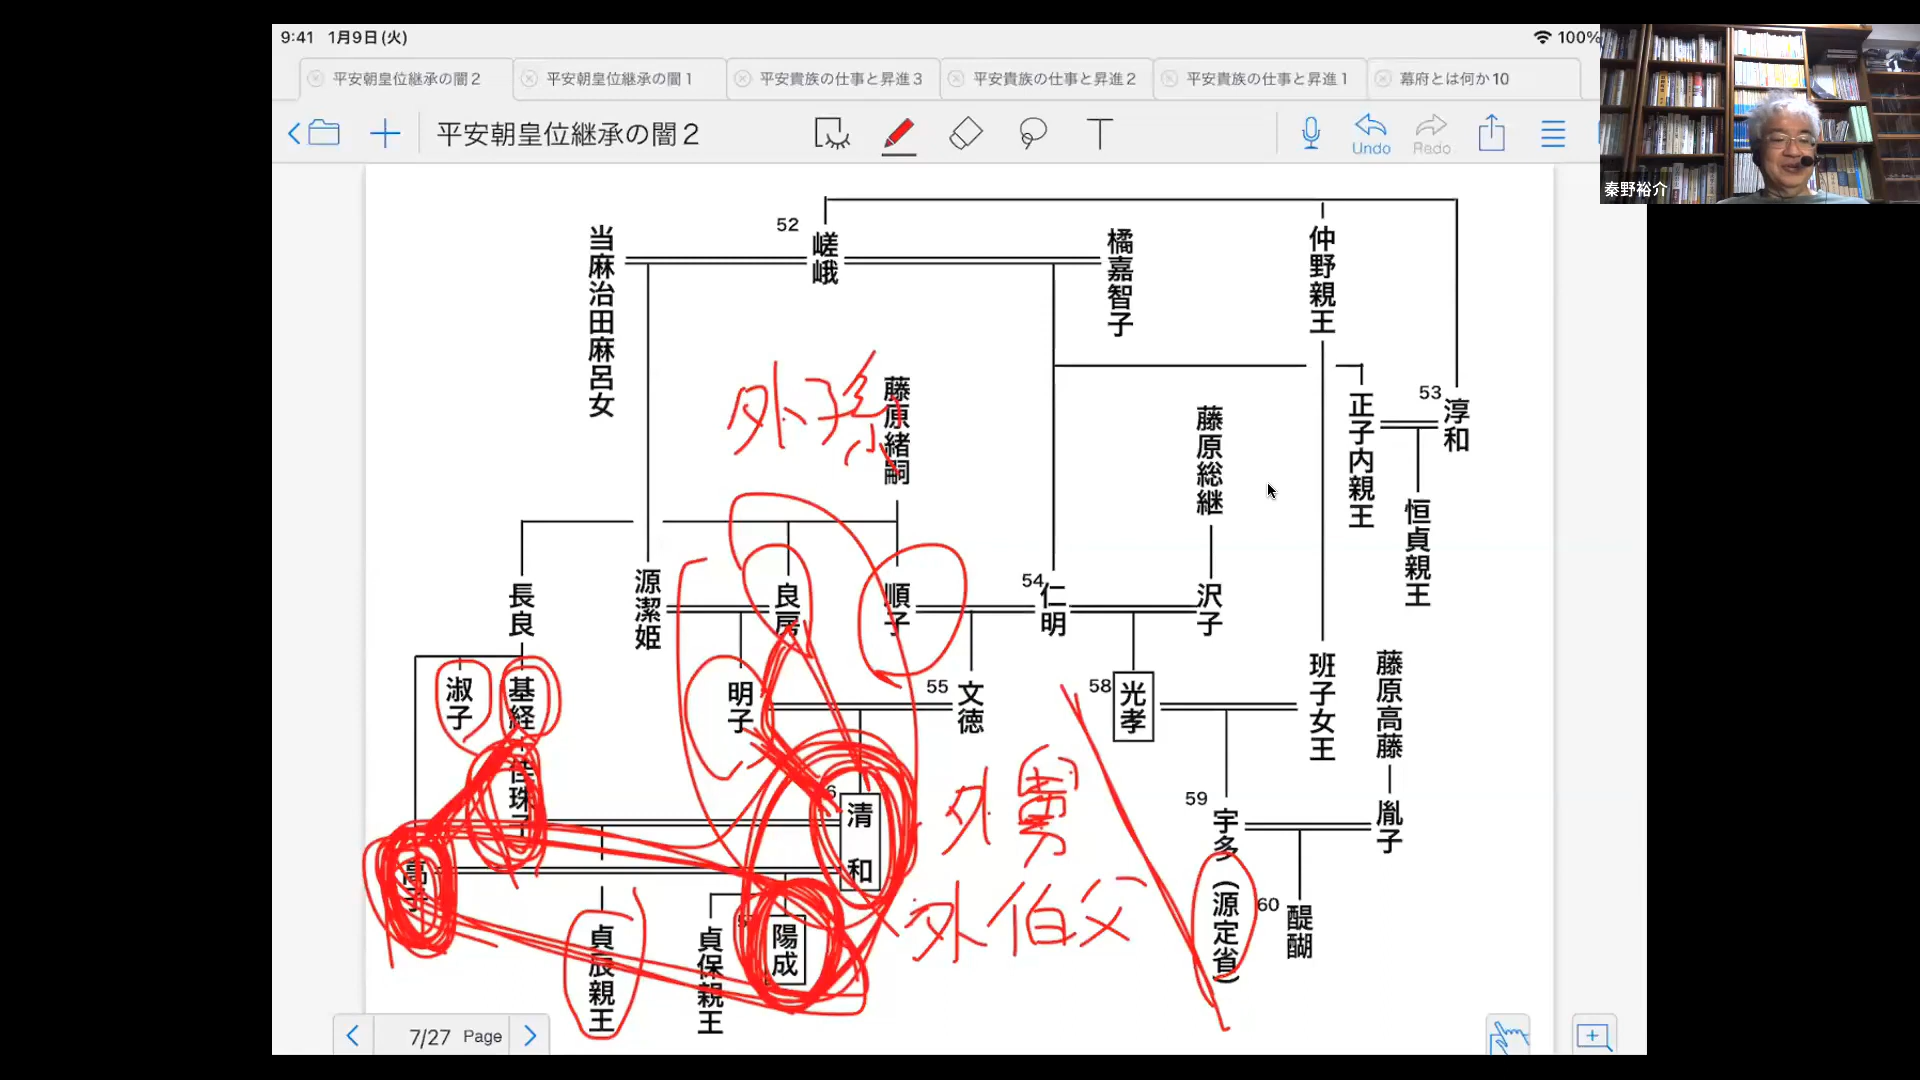 9:41 1月9日(火)
100%
平安朝皇位継承の闇2
平安朝皇位継承の闇1
平安貴族の仕事と昇進3
平安貴族の仕事と昇進2
平安貴族の仕事と昇進1
幕府とは何か10
平安朝皇位継承の闇2
Undo
Redo
秦野裕介
52
嵯峨
当麻治田麻呂女
橘嘉智子
仲野親王
53
淳和
正子内親王
恒貞親王
外孫
藤原緒嗣
藤原総継
長良
源潔姫
良房
順子
54
仁明
沢子
淑子
基経
明子
55
文徳
58
光孝
班子女王
藤原高藤
佳珠子
6
清和
外舅
59
宇多
(源定省)
胤子
高子
外伯父
60
醍醐
貞辰親王
貞保親王
陽成
7/27 Page